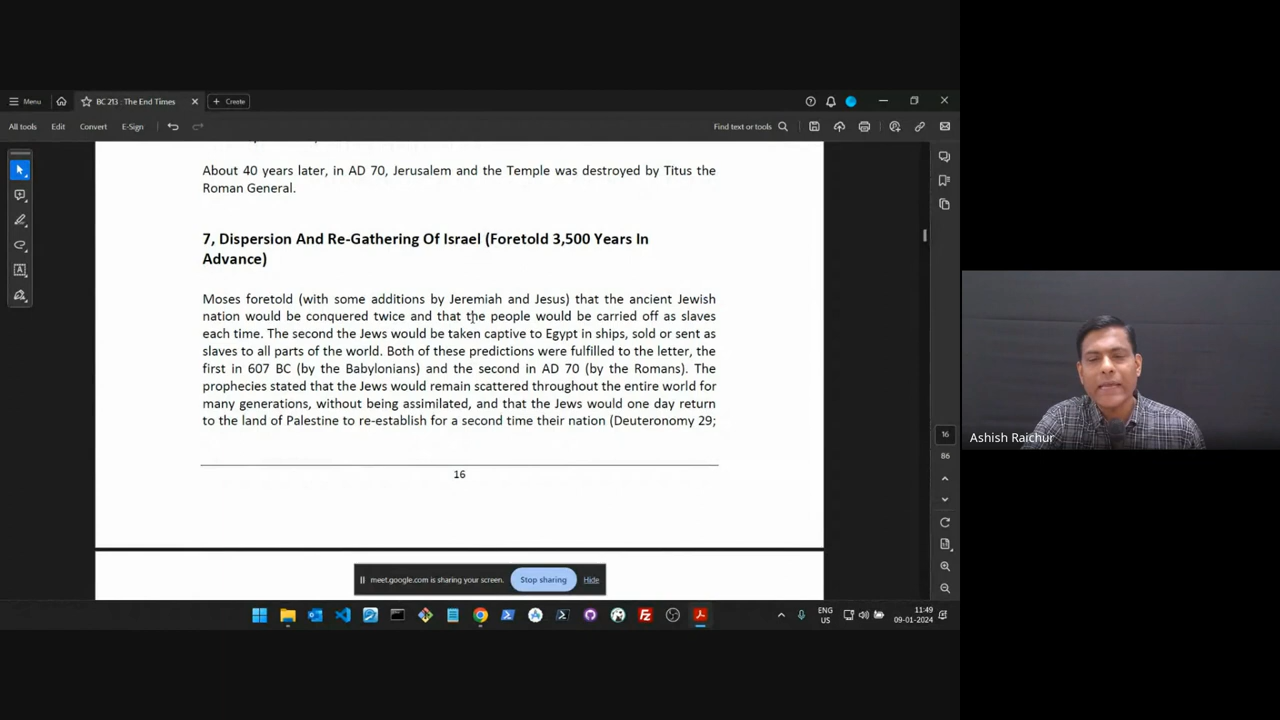 Menu
BC 213 : The End Times
Create
All tools
Edit
Convert
E-Sign
Find text or tools
About 40 years later, in AD 70, Jerusalem and the Temple was destroyed by Titus the
Roman General.
7, Dispersion And Re-Gathering Of Israel (Foretold 3,500 Years In
Advance)
Moses foretold (with some additions by Jeremiah and Jesus) that the ancient Jewish
nation would be conquered twice and that the people would be carried off as slaves
each time. The second the Jews would be taken captive to Egypt in ships, sold or sent as
slaves to all parts of the world. Both of these predictions were fulfilled to the letter, the
first in 607 BC (by the Babylonians) and the second in AD 70 (by the Romans). The
prophecies stated that the Jews would remain scattered throughout the entire world for
many generations, without being assimilated, and that the Jews would one day return
to the land of Palestine to re-establish for a second time their nation (Deuteronomy 29;
16
16
86
Ashish Raichur
meet.google.com is sharing your screen.
Stop sharing
Hide
ENG
US
11:49
09-01-2024